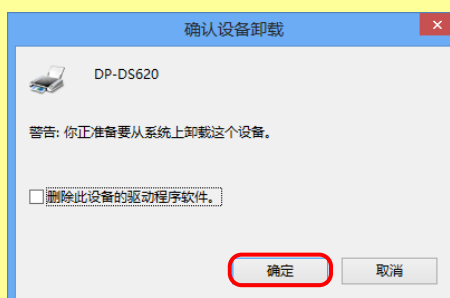 确认设备卸载
DP-DS620
警告: 你正准备要从系统上卸载这个设备。
删除此设备的驱动程序软件。
确定
取消